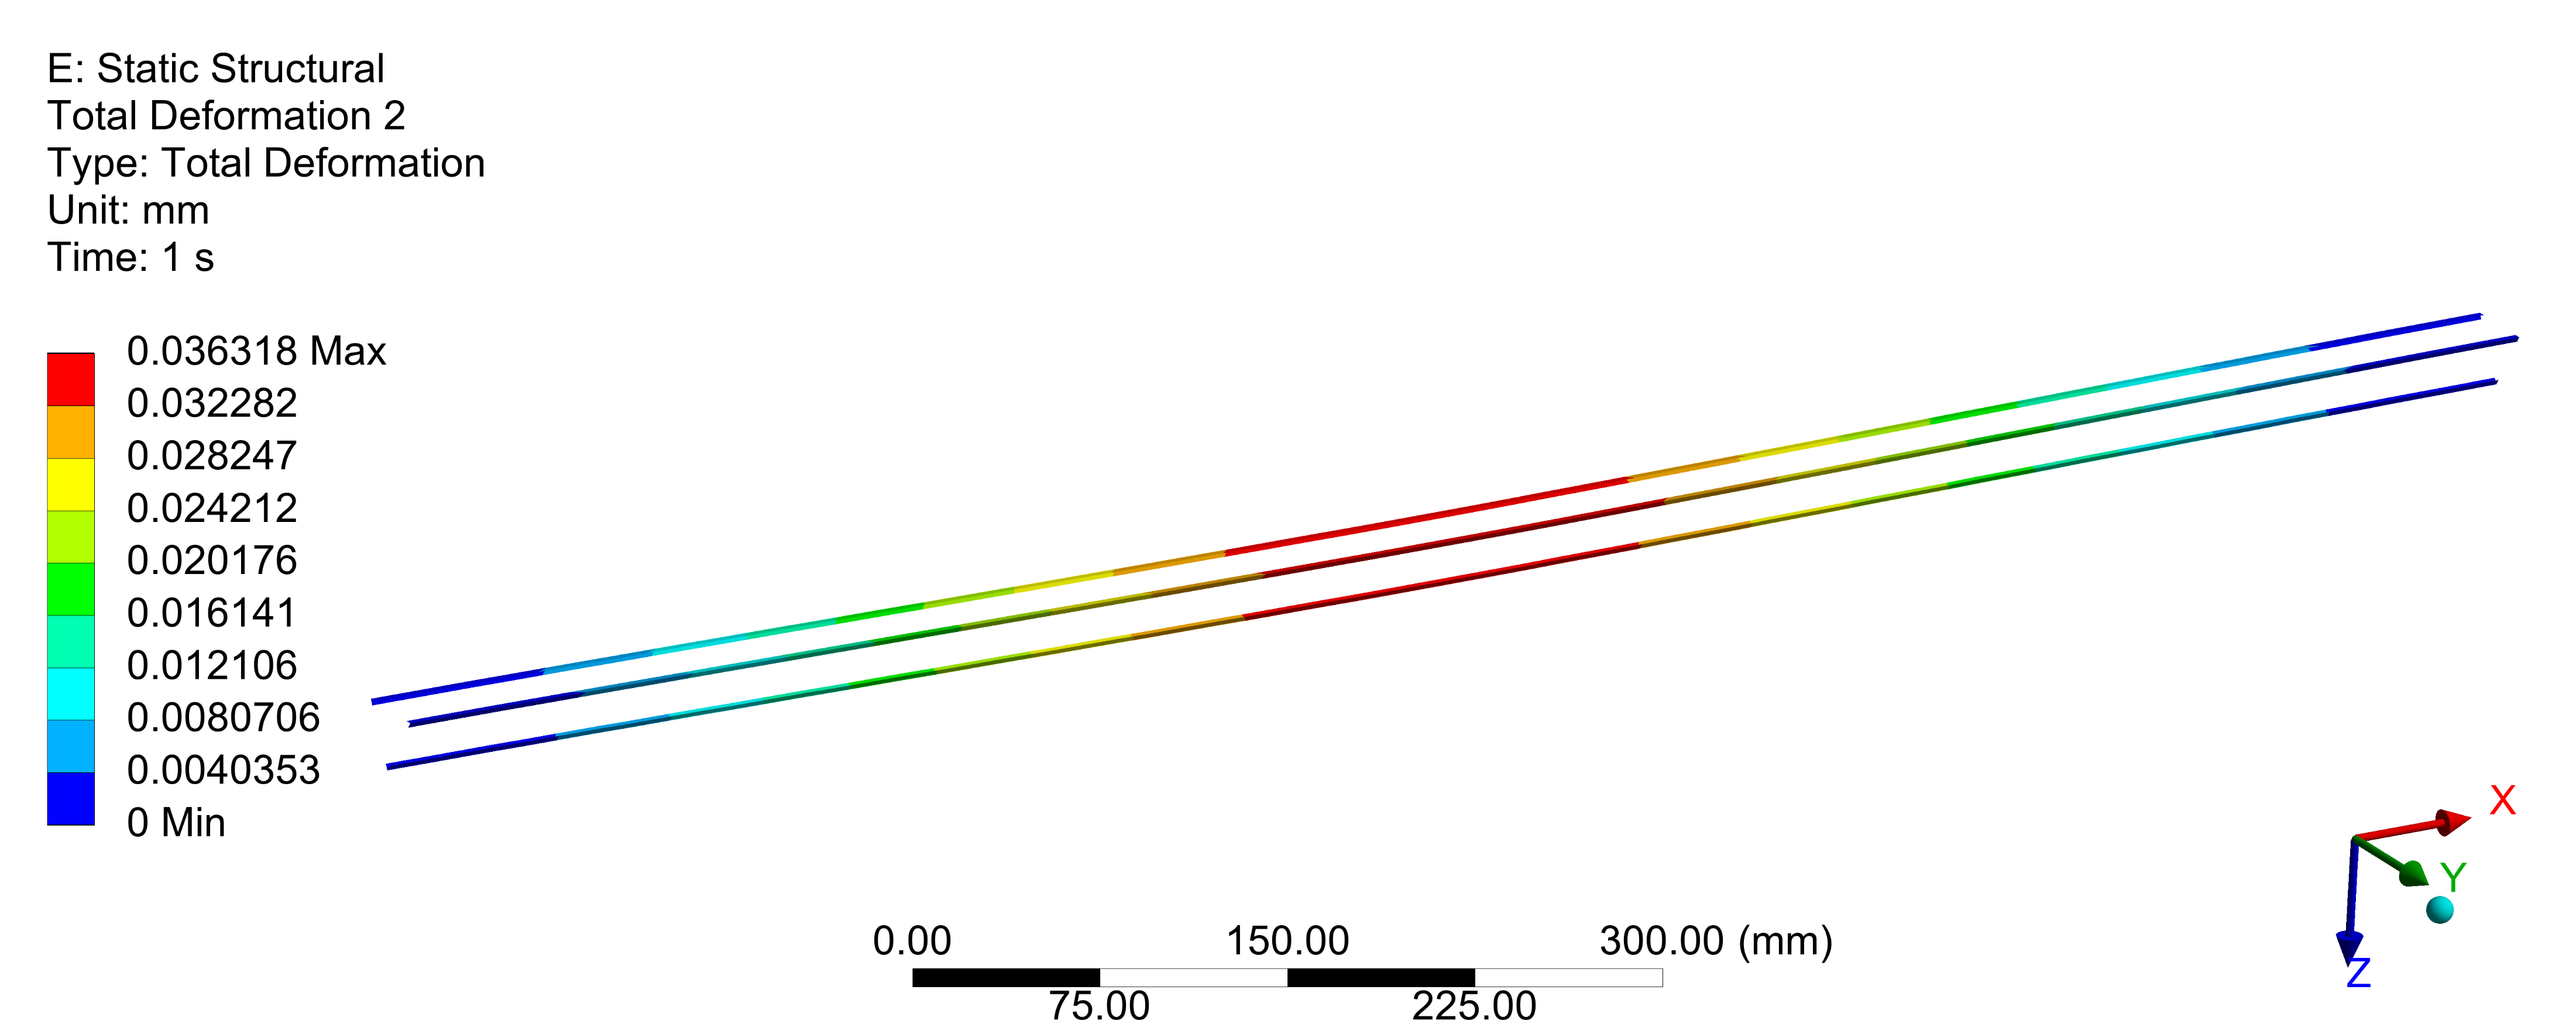 E: Static Structural
Total Deformation 2
Type: Total Deformation
Unit: mm
Time: 1 s
0.036318 Max
0.032282
0.028247
0.024212
0.020176
0.016141
0.012106
0.0080706
0.0040353
0 Min
0.00 150.00 300.00 (mm)
75.00 225.00
X
Y
Z